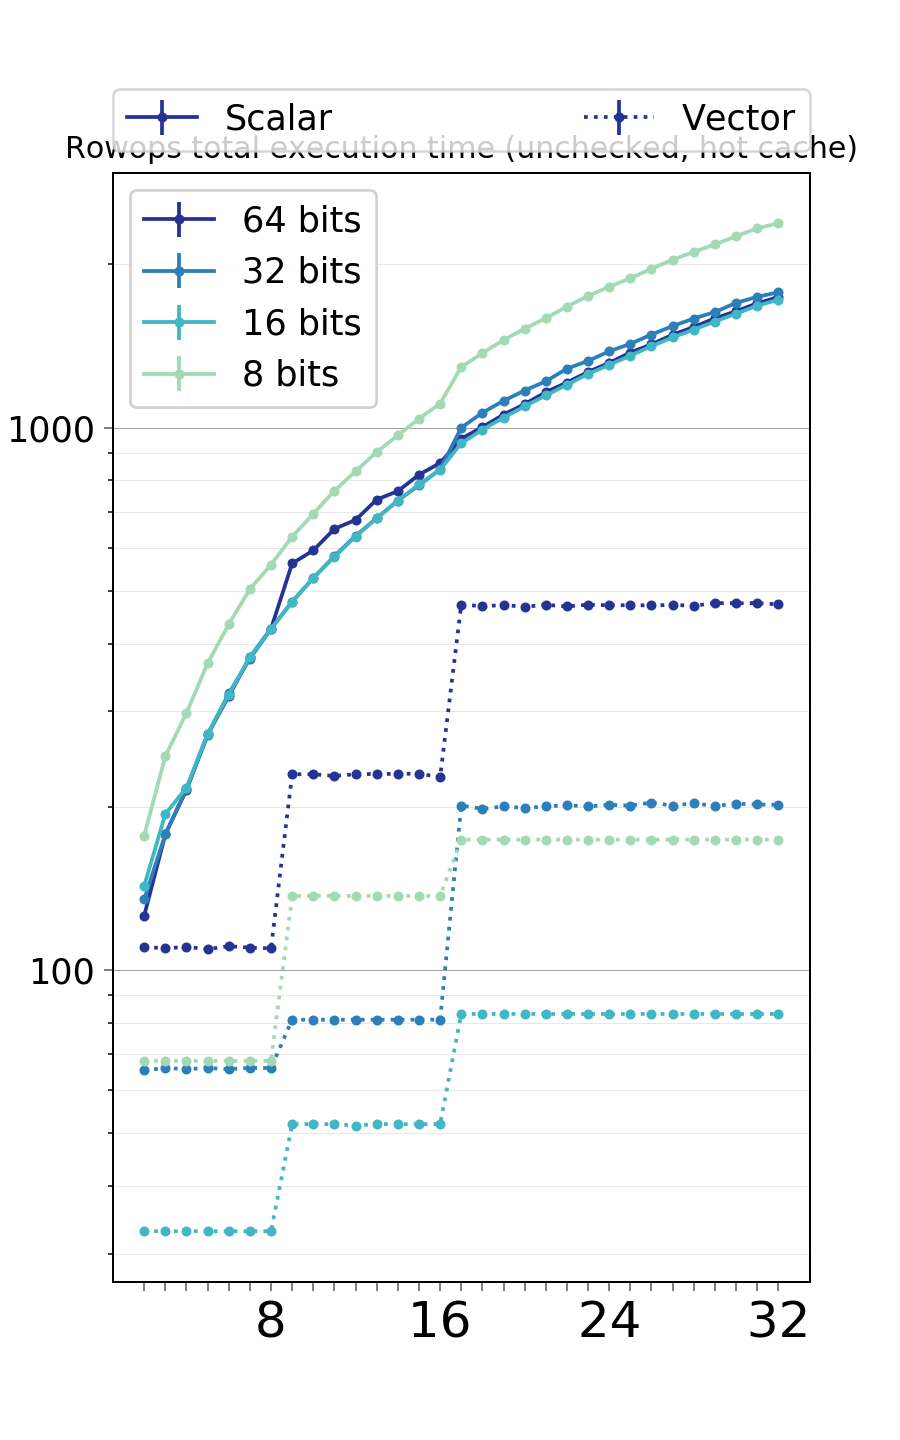 Scalar Vector
Rowops total execution time (unchecked, hot cache)
64 bits
32 bits
16 bits
8 bits
1000
100
8 16 24 32